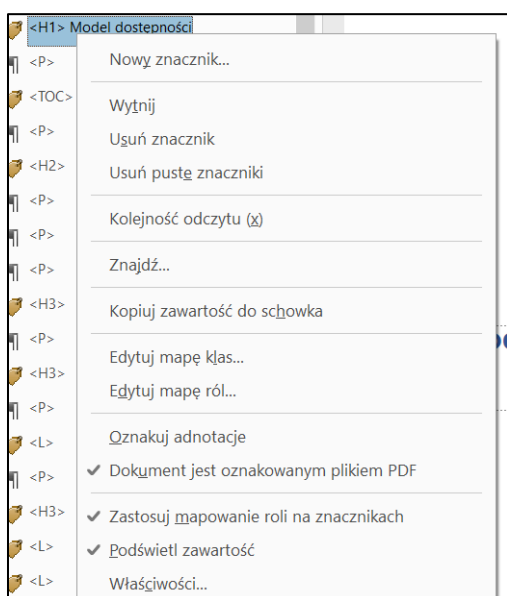 <H1> Model dostępności
<P>
<TOC>
<P>
<H2>
<P>
<P>
<P>
<H3>
<P>
<H3>
<P>
<L>
<P>
<H3>
<L>
<L>
Nowy znacznik...
Wytnij
Usuń znacznik
Usuń puste znaczniki
Kolejność odczytu (x)
Znajdź...
Kopiuj zawartość do schowka
Edytuj mapę klas...
Edytuj mapę ról...
Oznakuj adnotacje
Dokument jest oznakowanym plikiem PDF
Zastosuj mapowanie roli na znacznikach
Podświetl zawartość
Właściwości...